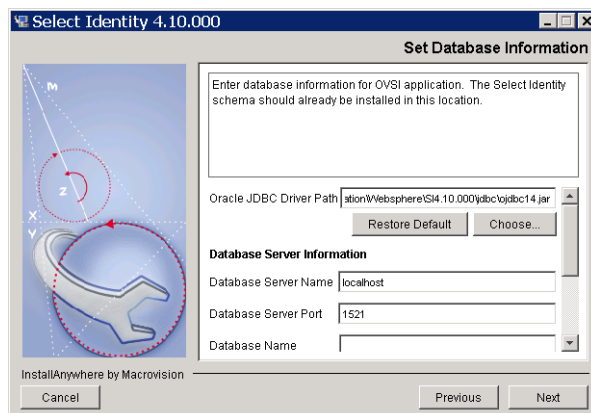 Select Identity 4.10.000
Set Database Information
Enter database information for OVSI application. The Select Identity
schema should already be installed in this location.
Oracle JDBC Driver Path ation\Websphere\SI4.10.000\jdbc\ojdbc14.jar
Restore Default Choose...
Database Server Information
Database Server Name localhost
Database Server Port 1521
Database Name
M
Z
X
Y
InstallAnywhere by Macrovision
Cancel Previous Next